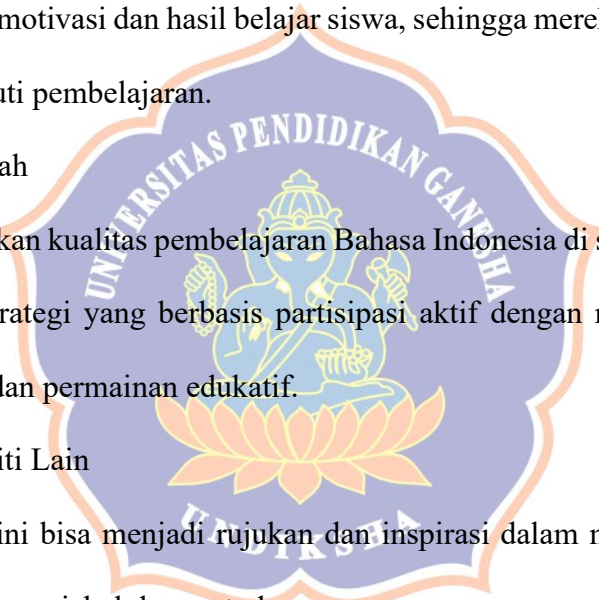 motivasi dan hasil belajar siswa, sehingga
uti pembelajaran.
UNIVERSITAS PENDIDIKAN GANESHA
ah
kan kualitas pembelajaran Bahasa Indonesia di s
rategi yang berbasis partisipasi aktif dengan
dan permainan edukatif.
iti Lain
ini bisa menjadi rujukan dan inspirasi dalam
UNDIKSHA